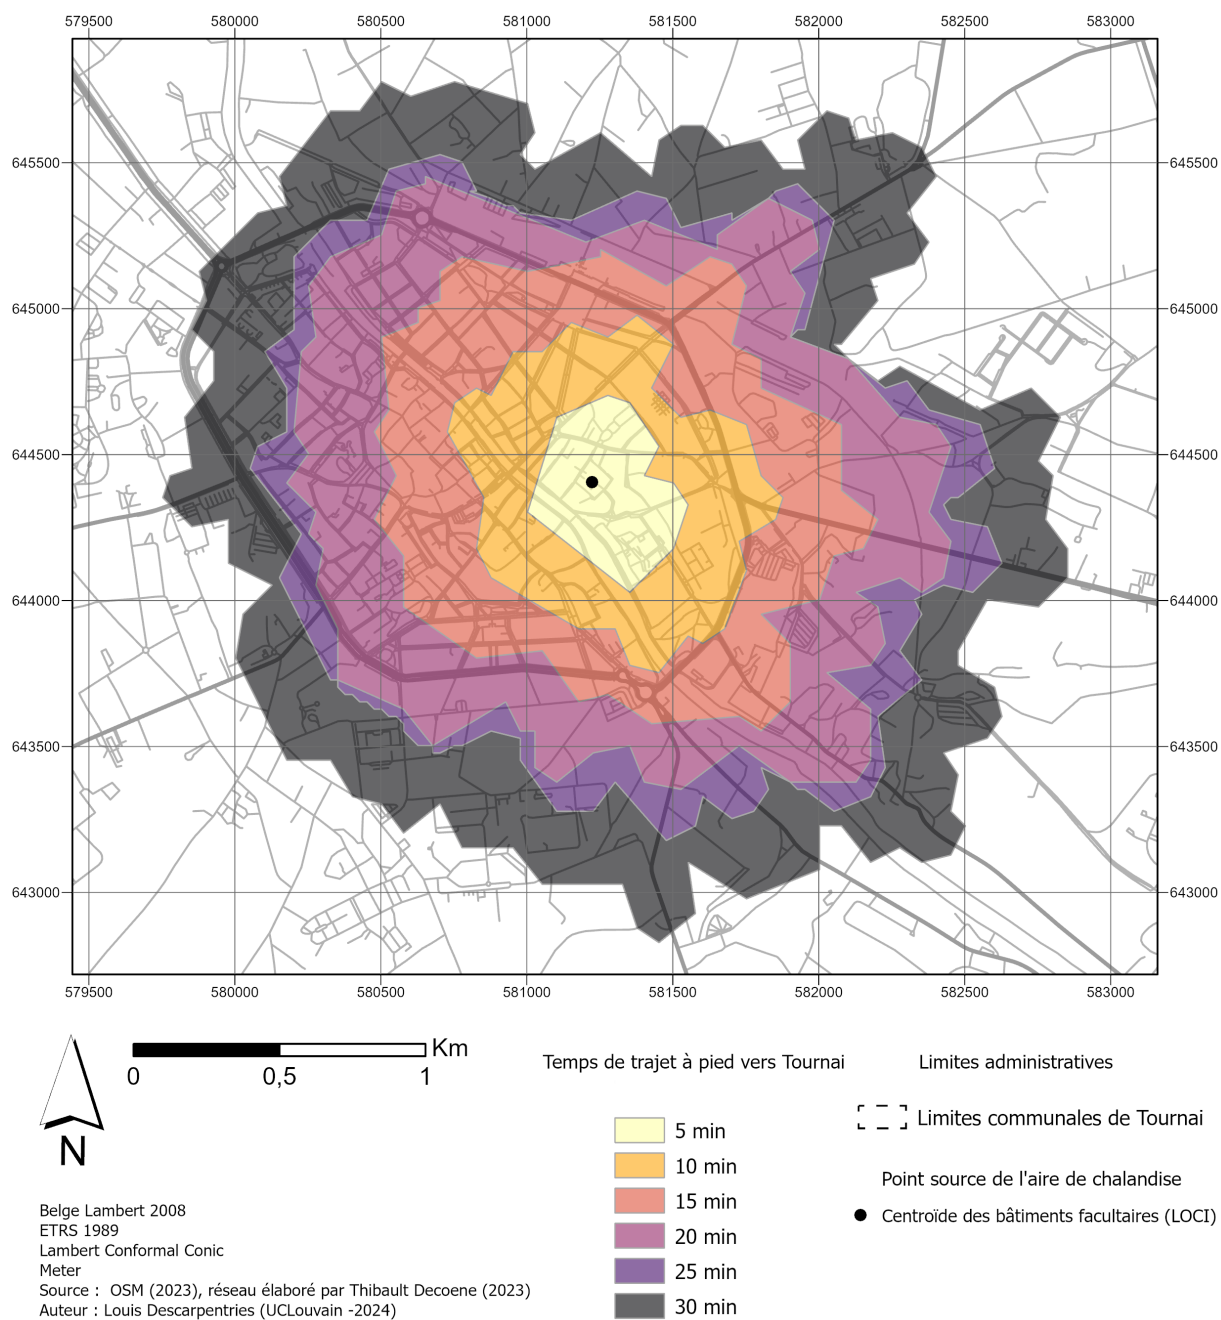 579500 580000 580500 581000 581500 582000 582500 583000
645500 645500
645000 645000
644500 644500
644000 644000
643500 643500
643000 643000
579500 580000 580500 581000 581500 582000 582500 583000
Km
0 0,5 1
N
Temps de trajet à pied vers Tournai
5 min
10 min
15 min
20 min
25 min
30 min
Limites administratives
Limites communales de Tournai
Point source de l'aire de chalandise
Centroïde des bâtiments facultaires (LOCI)
Belge Lambert 2008
ETRS 1989
Lambert Conformal Conic
Meter
Source : OSM (2023), réseau élaboré par Thibault Decoene (2023)
Auteur : Louis Descarpentries (UCLouvain -2024)